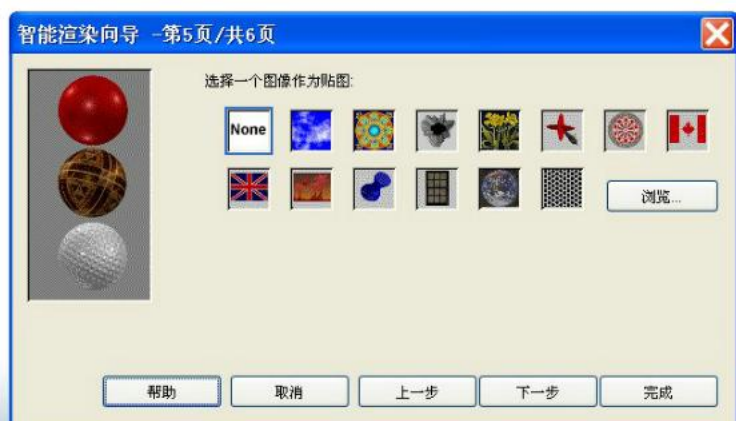 智能渲染向导 -第5页/共6页
选择一个图像作为贴图:
None
浏览...
帮助
取消
上一步
下一步
完成